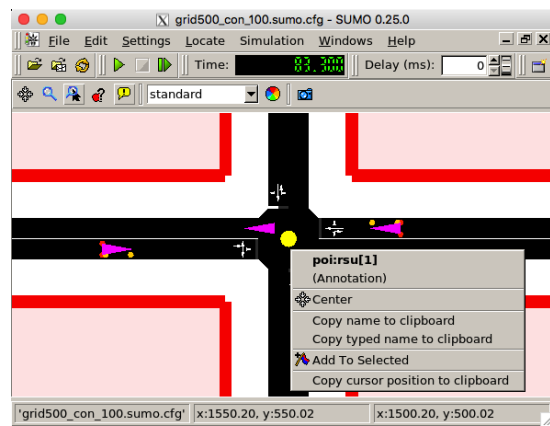 grid500_con_100.sumo.cfg - SUMO 0.25.0
File Edit Settings Locate Simulation Windows Help
Time: 83.300 Delay (ms): 0
standard
poi:rsu[1]
(Annotation)
Center
Copy name to clipboard
Copy typed name to clipboard
Add To Selected
Copy cursor position to clipboard
'grid500_con_100.sumo.cfg' x:1550.20, y:550.02 x:1500.20, y:500.02